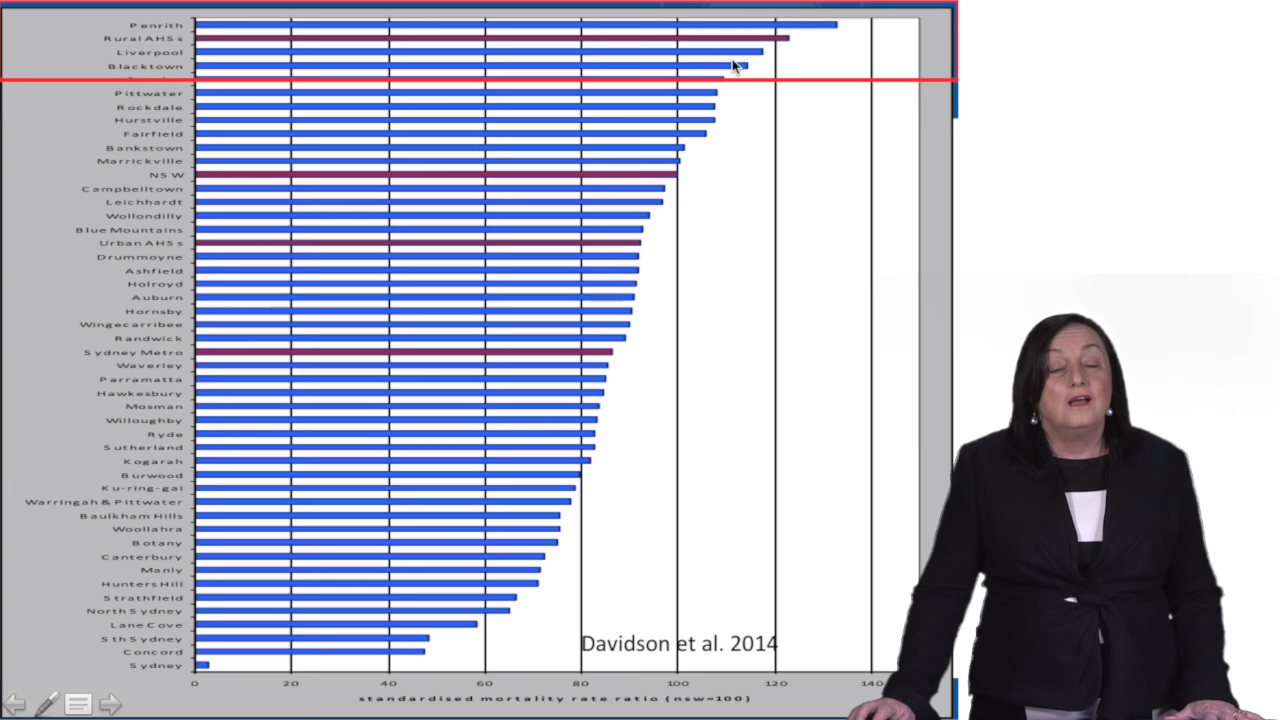 Penrith
Rural AHSs
Liverpool
Blacktown
Pittwater
Rockdale
Hurstville
Fairfield
Bankstown
Marrickville
NSW
Campbelltown
Leichhardt
Wollondilly
Blue Mountains
Urban AHSs
Drummoyne
Ashfield
Holroyd
Auburn
Hornsby
Wingecarribee
Randwick
Sydney Metro
Waverley
Parramatta
Hawkesbury
Mosman
Willoughby
Ryde
Sutherland
Kogarah
Burwood
Ku-ring-gai
Warringah & Pittwater
Baulkham Hills
Woollahra
Botany
Canterbury
Manly
Hunters Hill
Strathfield
North Sydney
Lane Cove
Sth Sydney
Concord
Sydney
Davidson et al. 2014
0 20 40 60 80 100 120 140
standardised mortality rate ratio (nsw=100)